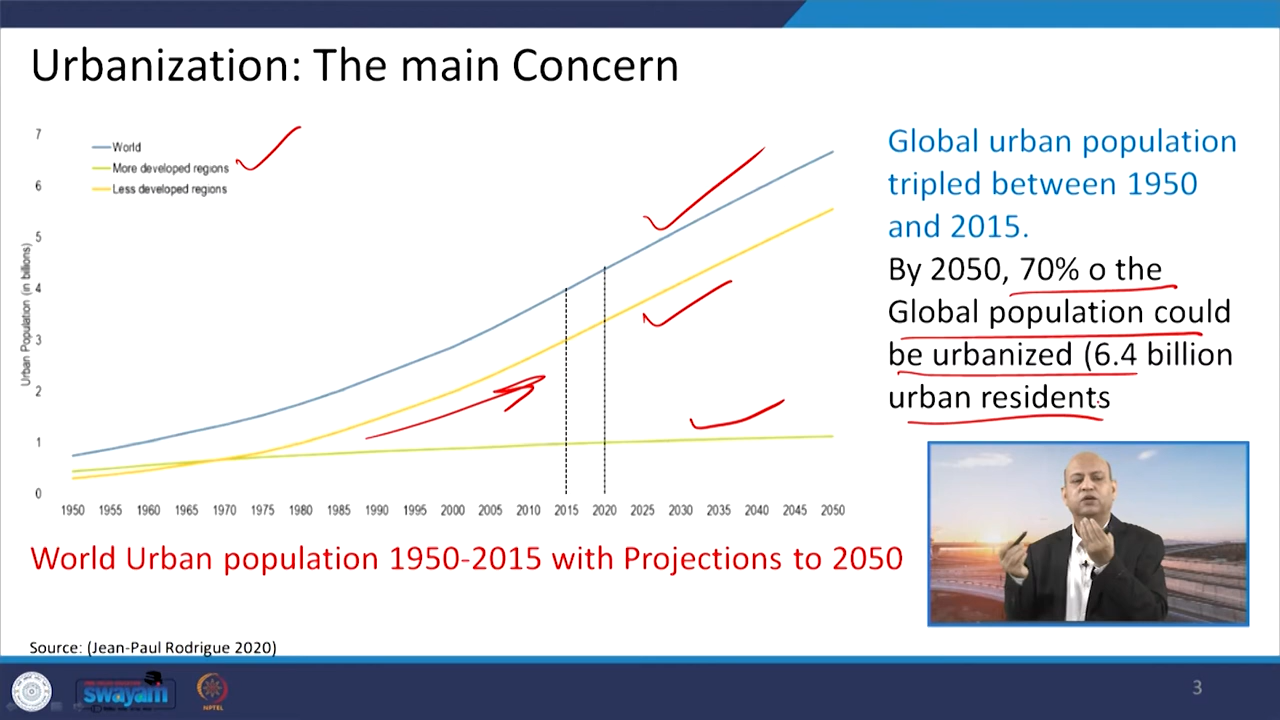 Urbanization: The main Concern
7
6
5
4
3
2
1
0
Urban Population (in billions)
World
More developed regions
Less developed regions
1950 1955 1960 1965 1970 1975 1980 1985 1990 1995 2000 2005 2010 2015 2020 2025 2030 2035 2040 2045 2050
World Urban population 1950-2015 with Projections to 2050
Global urban population
tripled between 1950
and 2015.
By 2050, 70% o the
Global population could
be urbanized (6.4 billion
urban residents
Source: (Jean-Paul Rodrigue 2020)
swayam
NPTEL
3